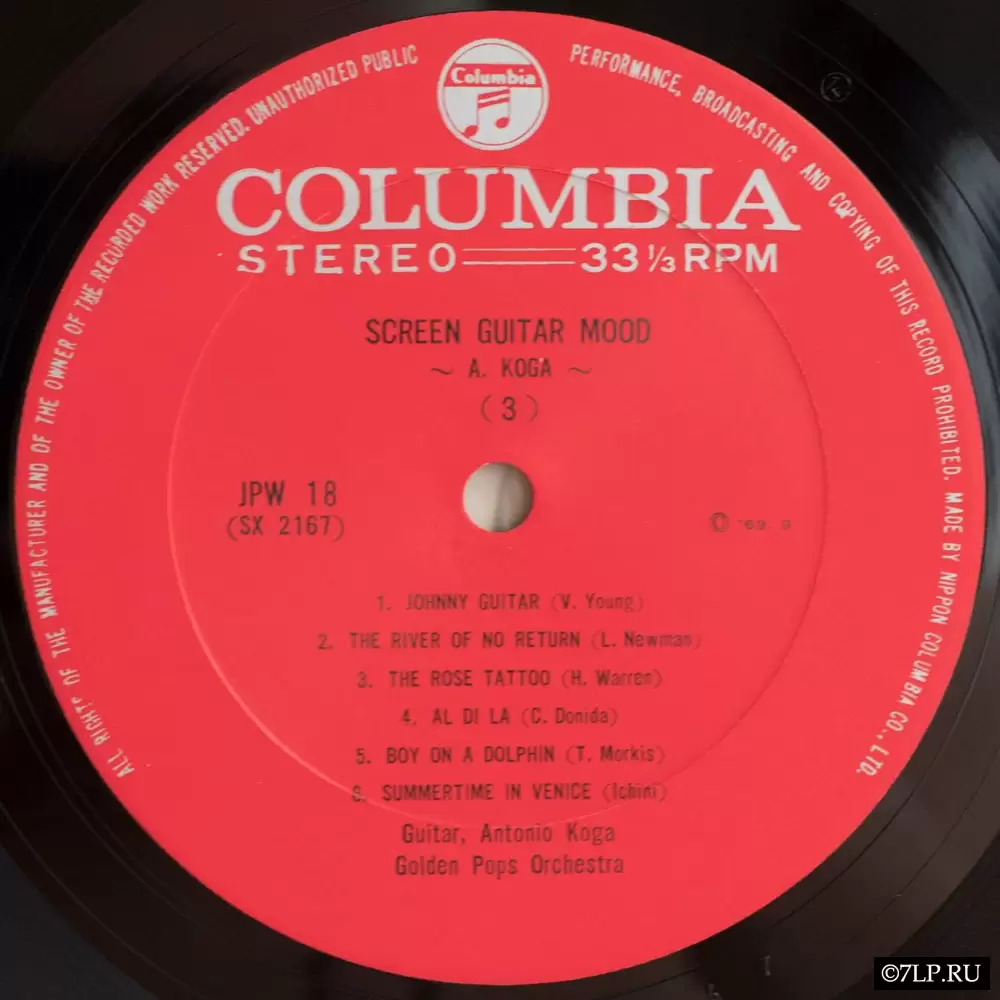 ALL RIGHTS OF THE MANUFACTURER AND OF THE OWNER OF THE RECORDED WORK RESERVED. UNAUTHORIZED PUBLIC PERFORMANCE, BROADCASTING AND COPYING OF THIS RECORD PROHIBITED. MADE BY NIPPON COLUMBIA CO., LTD.
Columbia
COLUMBIA
STEREO 33 1/3 RPM
SCREEN GUITAR MOOD
~ A. KOGA ~
(3)
JPW 18
(SX 2167)
℗ '69. 9
1. JOHNNY GUITAR (V. Young)
2. THE RIVER OF NO RETURN (L. Newman)
3. THE ROSE TATTOO (H. Warren)
4. AL DI LA (C. Donida)
5. BOY ON A DOLPHIN (T. Morkis)
6. SUMMERTIME IN VENICE (Ichini)
Guitar, Antonio Koga
Golden Pops Orchestra
©7LP.RU